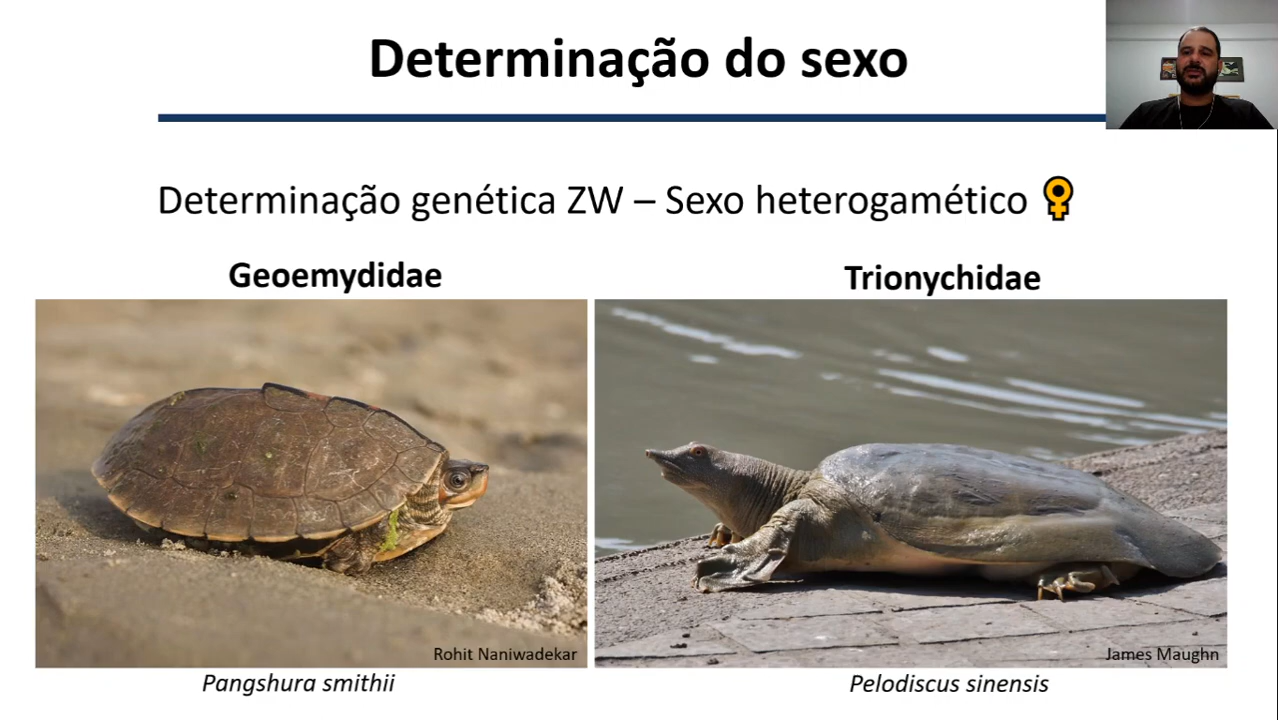 Determinação do sexo
Determinação genética ZW – Sexo heterogamético
Geoemydidae
Trionychidae
Rohit Naniwadekar
James Maughn
Pangshura smithii
Pelodiscus sinensis